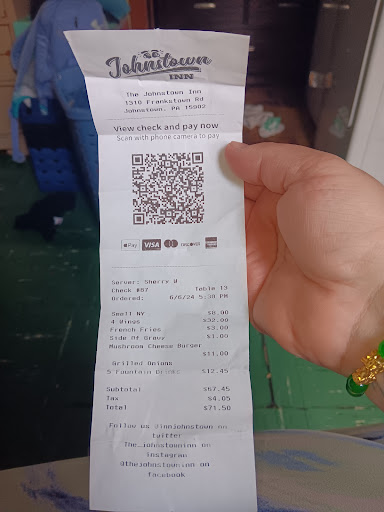 Johnstown
INN
The Johnstown Inn
1310 Frankstown Rd
Johnstown, PA 15902
View check and pay now
Scan with phone camera to pay
Pay VISA DISCOVER
Server: Sherry W
Check #87 Table 13
Ordered: 6/6/24 5:30 PM
Small NY $8.00
4 Wings $32.00
French Fries $3.00
Side Of Gravy $1.00
Mushroom Cheese Burger
$11.00
Grilled Onions
5 Fountain Drinks $12.45
Subtotal $67.45
Tax $4.05
Total $71.50
Follow us @innjohnstown on
twitter
The_johnstowninn on
instagram
@thejohnstowninn on
facebook